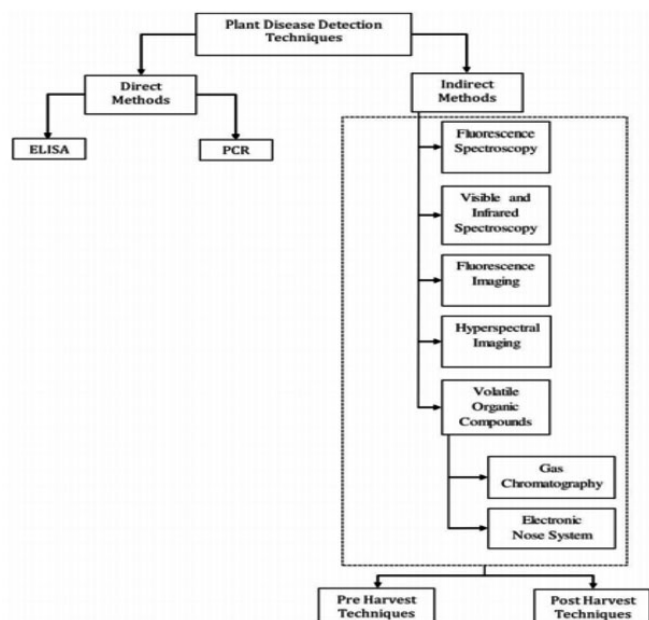 Plant Disease Detection
Techniques
Direct
Methods
Indirect
Methods
ELISA
PCR
Fluorescence
Spectroscopy
Visible and
Infrared
Spectroscopy
Fluorescence
Imaging
Hyperspectral
Imaging
Volatile
Organic
Compounds
Gas
Chromatography
Electronic
Nose System
Pre Harvest
Techniques
Post Harvest
Techniques